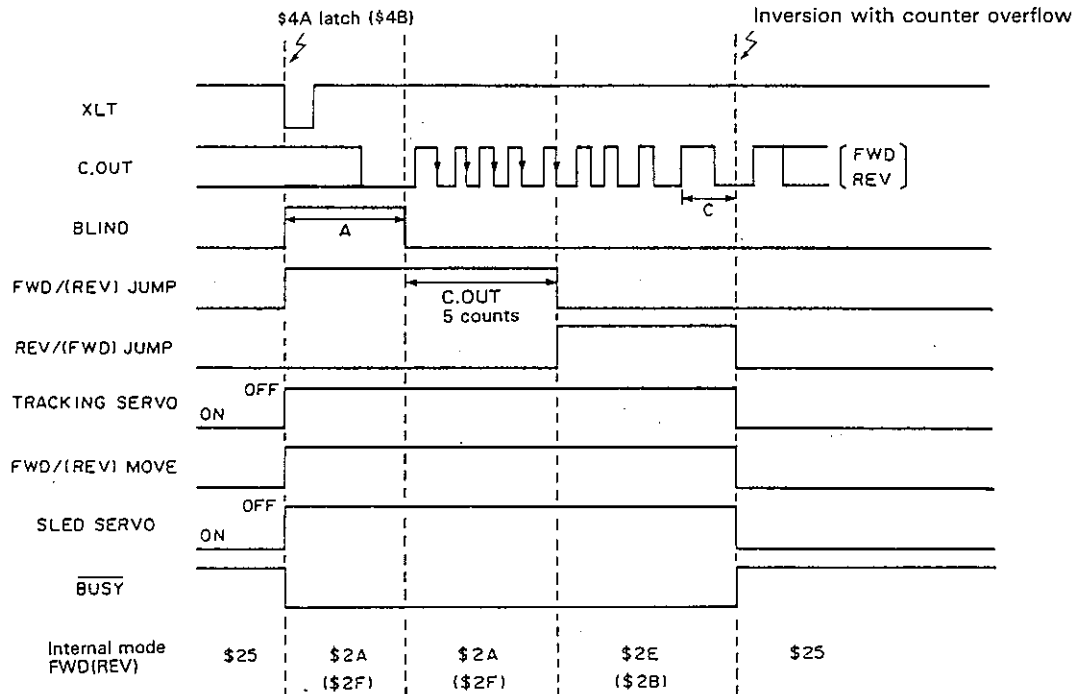 $4A latch ($4B)
Inversion with counter overflow
XLT
C.OUT
FWD
REV
C
BLIND
A
FWD/(REV) JUMP
C.OUT
5 counts
REV/(FWD) JUMP
OFF
TRACKING SERVO
ON
FWD/(REV) MOVE
OFF
SLED SERVO
ON
BUSY
Internal mode
FWD(REV)
$25
$2A
($2F)
$2A
($2F)
$2E
($2B)
$25